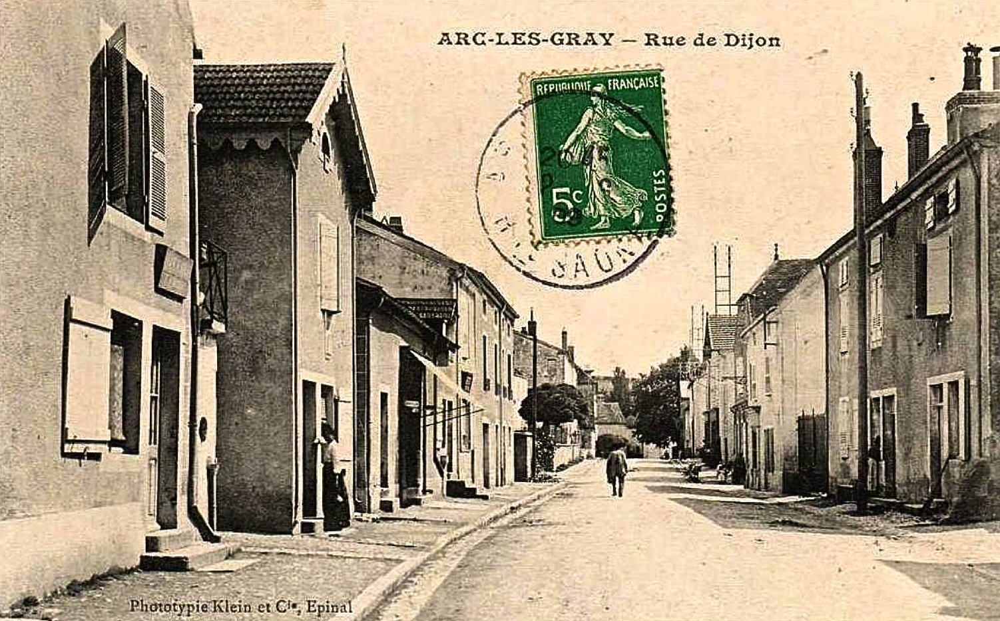 ARC-LES-GRAY — Rue de Dijon
REPUBLIQUE FRANÇAISE
5c
POSTES
Phototypie Klein et Cie, Epinal